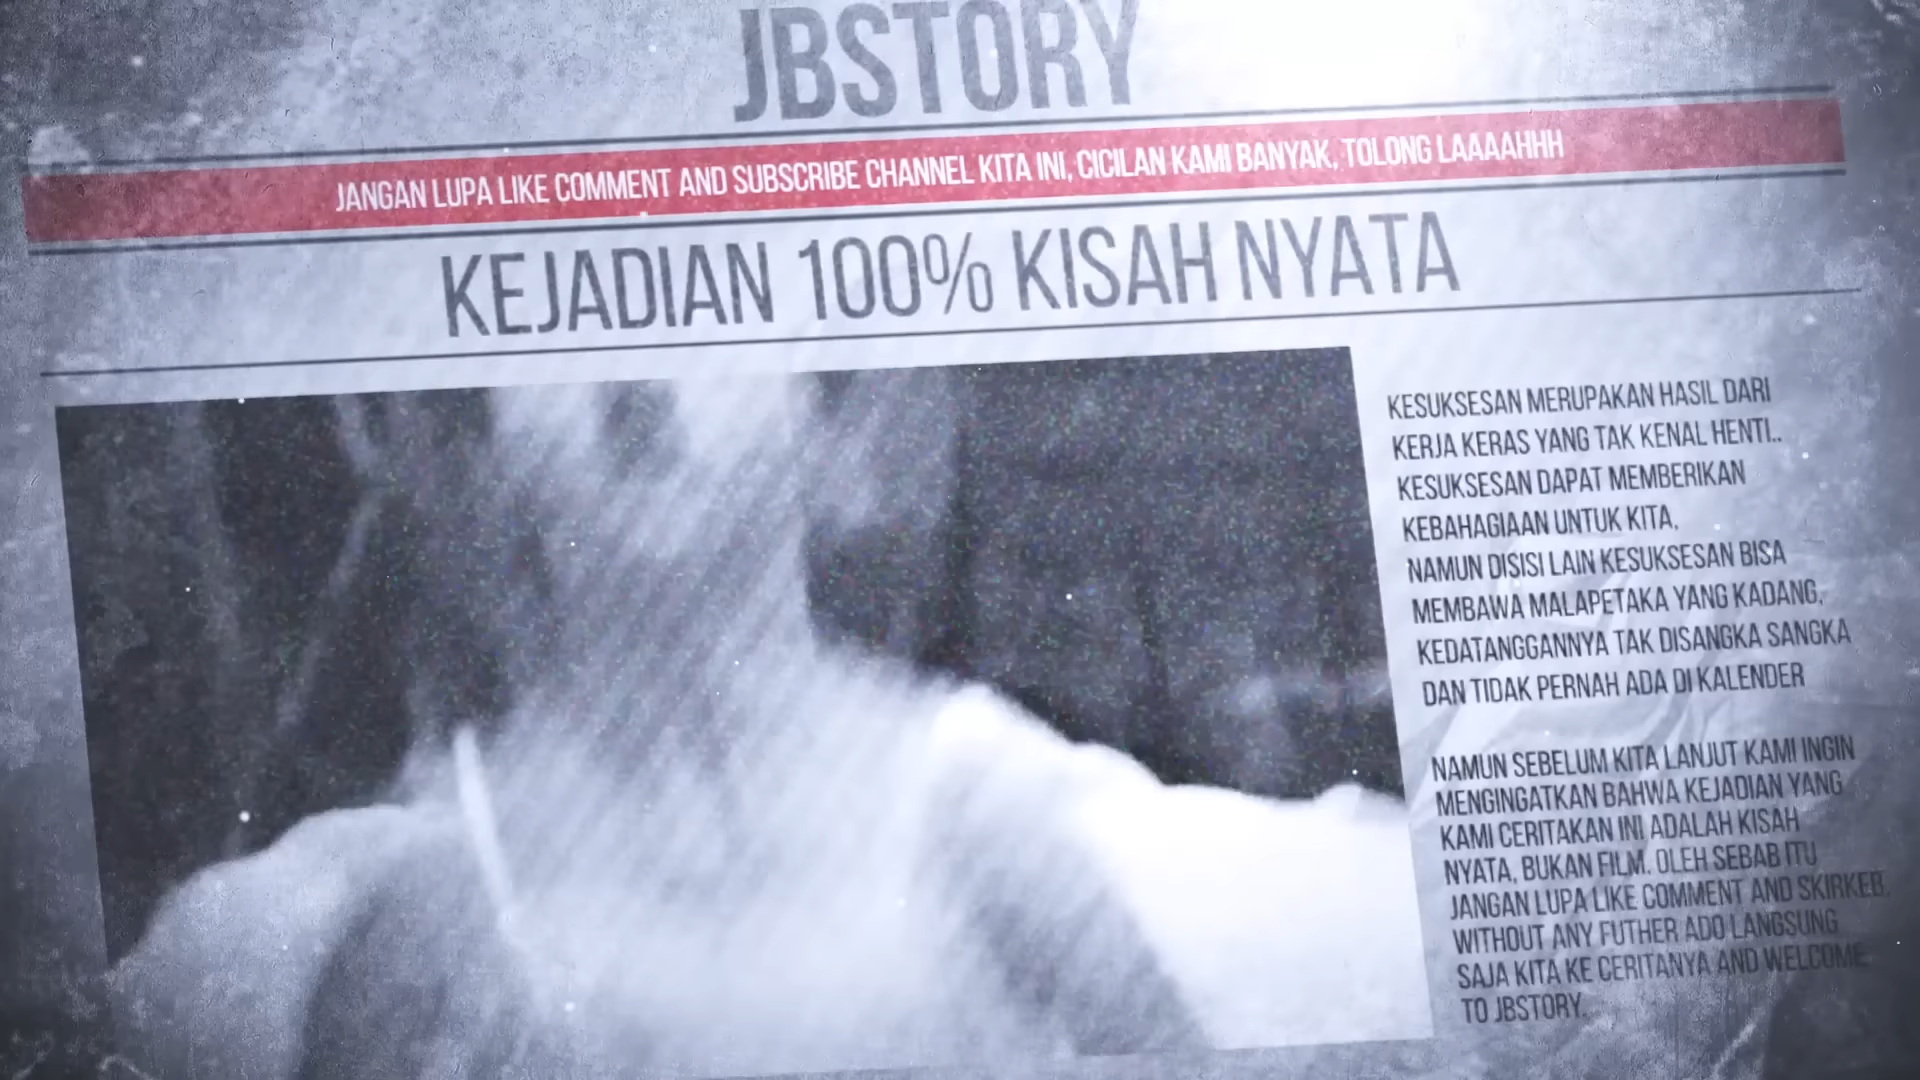 JBSTORY
JANGAN LUPA LIKE COMMENT AND SUBSCRIBE CHANNEL KITA INI, CICILAN KAMI BANYAK, TOLONG LAAAAHHH
KEJADIAN 100% KISAH NYATA
KESUKSESAN MERUPAKAN HASIL DARI
KERJA KERAS YANG TAK KENAL HENTI..
KESUKSESAN DAPAT MEMBERIKAN
KEBAHAGIAAN UNTUK KITA,
NAMUN DISISI LAIN KESUKSESAN BISA
MEMBAWA MALAPETAKA YANG KADANG,
KEDATANGGANNYA TAK DISANGKA SANGKA
DAN TIDAK PERNAH ADA DI KALENDER
NAMUN SEBELUM KITA LANJUT KAMI INGIN
MENGINGATKAN BAHWA KEJADIAN YANG
KAMI CERITAKAN INI ADALAH KISAH
NYATA, BUKAN FILM. OLEH SEBAB ITU
JANGAN LUPA LIKE COMMENT AND SKIRKEB,
WITHOUT ANY FUTHER ADO LANGSUNG
SAJA KITA KE CERITANYA AND WELCOME
TO JBSTORY.